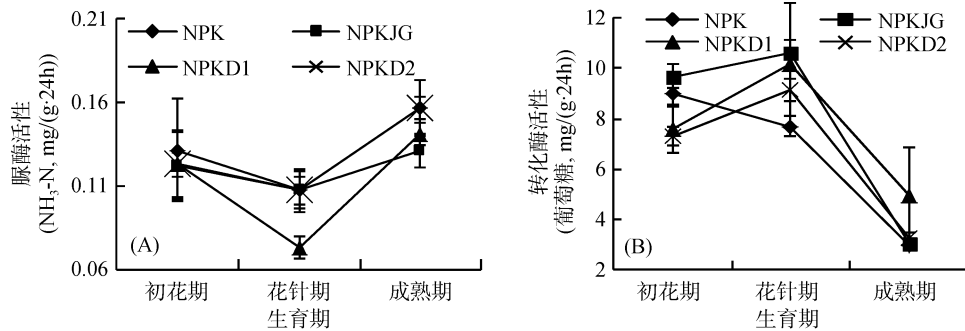 脲酶活性
(NH₃-N, mg/(g·24h))
0.21
0.16
0.11
0.06
NPK
NPKJG
NPKD1
NPKD2
(A)
初花期
花针期
成熟期
生育期
转化酶活性
(葡萄糖, mg/(g·24h))
12
10
8
6
4
2
NPK
NPKJG
NPKD1
NPKD2
(B)
初花期
花针期
成熟期
生育期